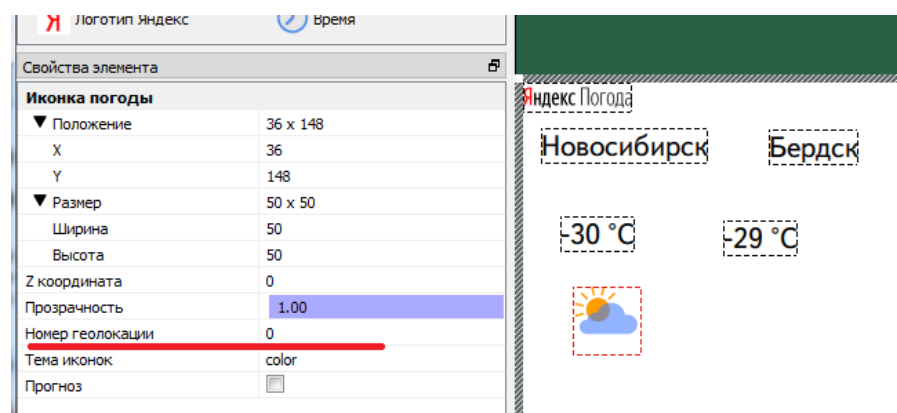 Логотип Яндекс
Время
Свойства элемента
Иконка погоды
Положение 36 x 148
X 36
Y 148
Размер 50 x 50
Ширина 50
Высота 50
Z координата 0
Прозрачность 1.00
Номер геолокации 0
Тема иконок color
Прогноз
Яндекс Погода
Новосибирск Бердск
-30 °C -29 °C